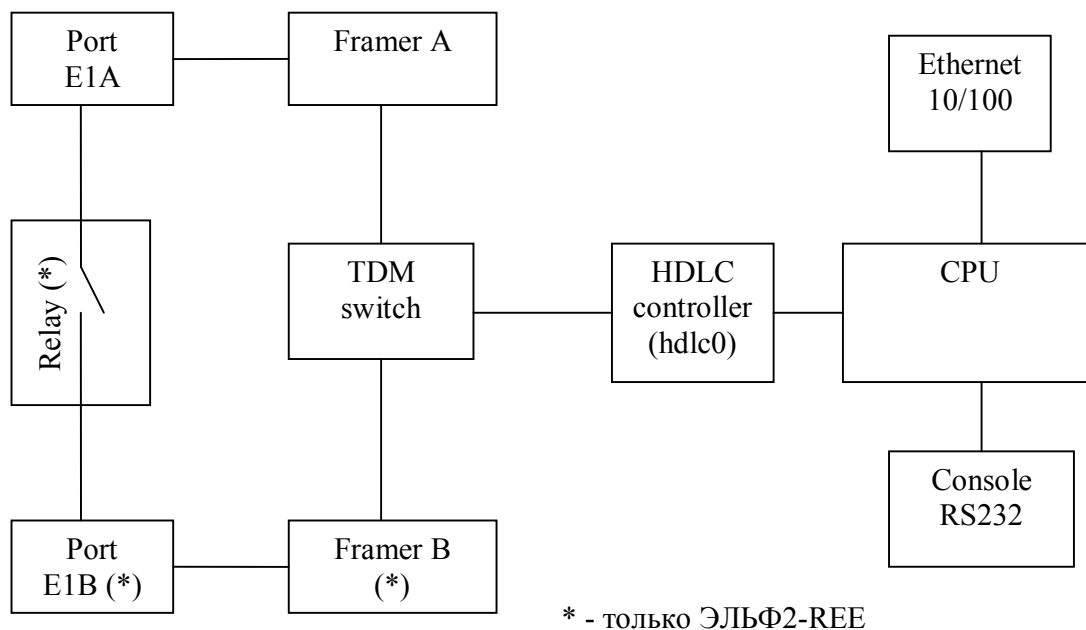 Port
E1A
Framer A
Ethernet
10/100
Relay (*)
TDM
switch
HDLC
controller
(hdlc0)
CPU
Console
RS232
Port
E1B (*)
Framer B
(*)
* - только ЭЛЬФ2-REE